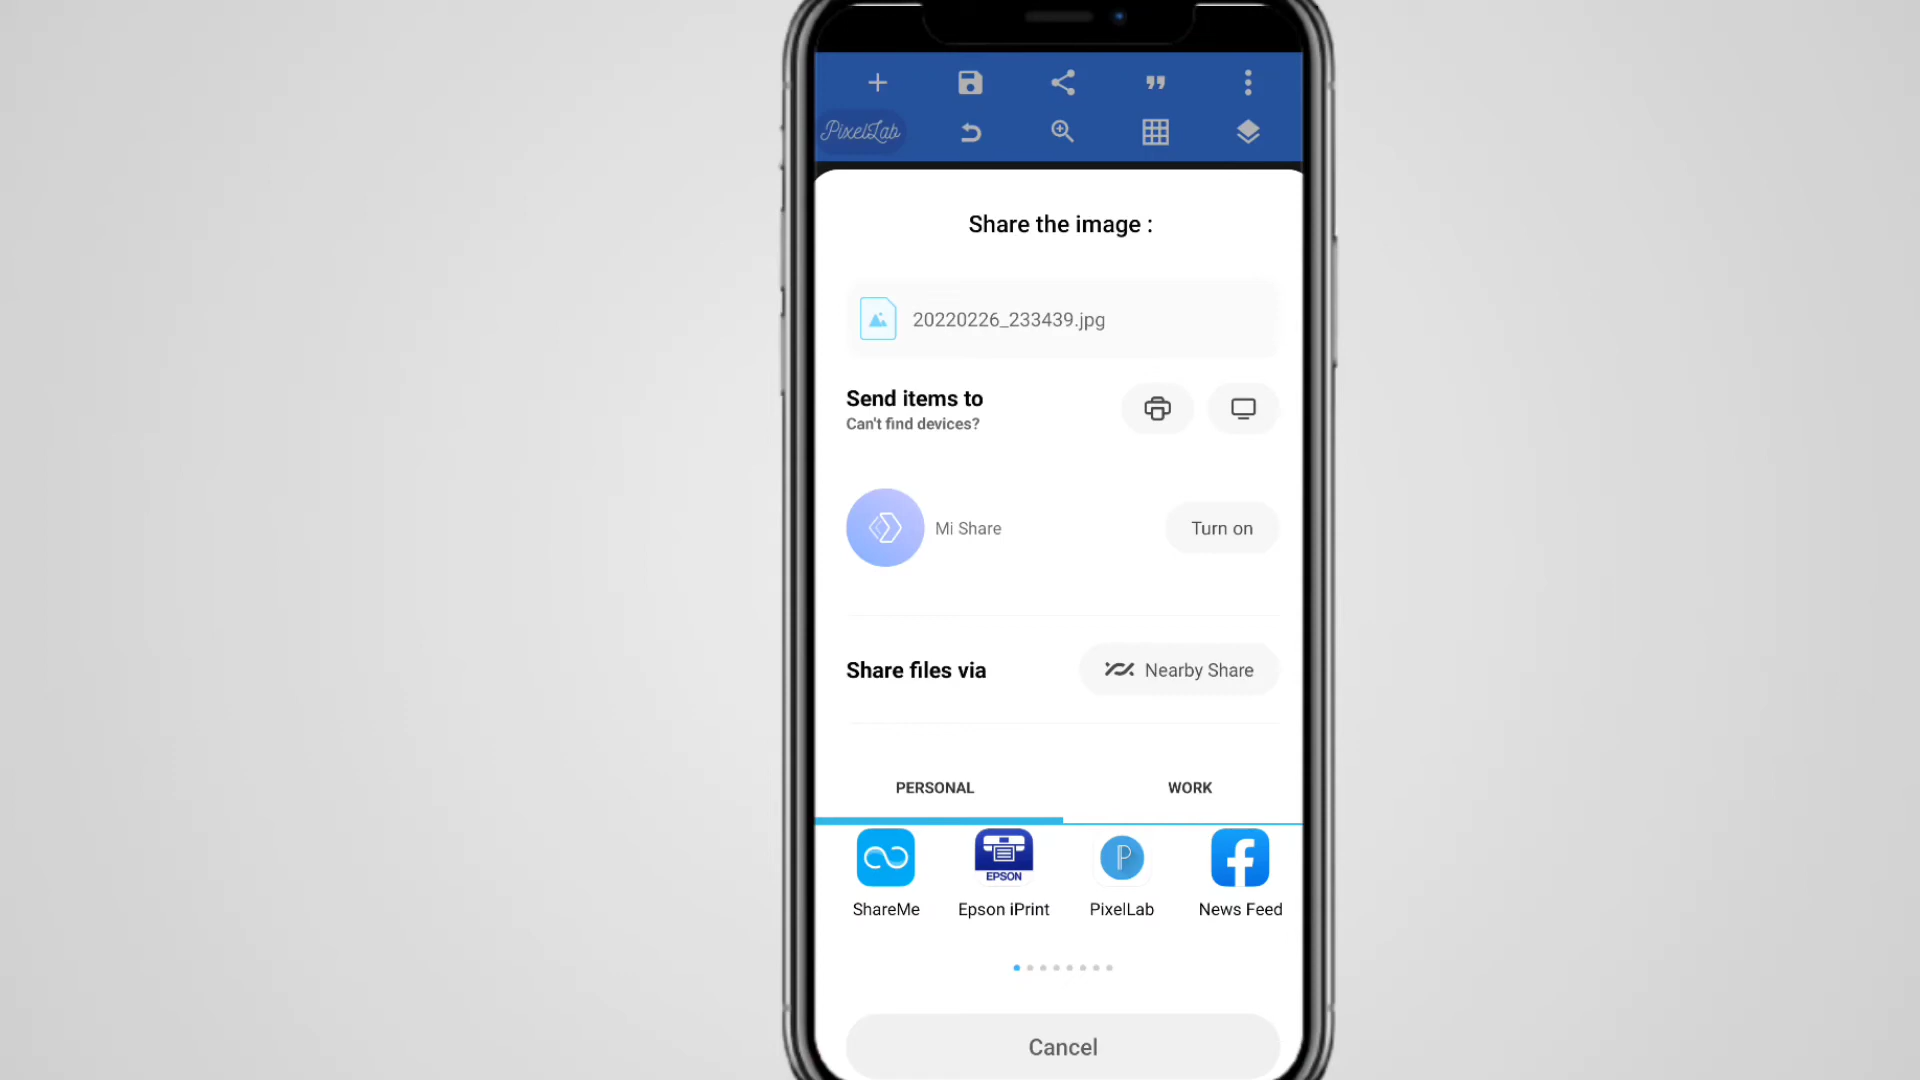 PixelLab
Share the image :
20220226_233439.jpg
Send items to
Can't find devices?
Mi Share
Turn on
Share files via
Nearby Share
PERSONAL
WORK
EPSON
P
ShareMe
Epson iPrint
PixelLab
News Feed
Cancel